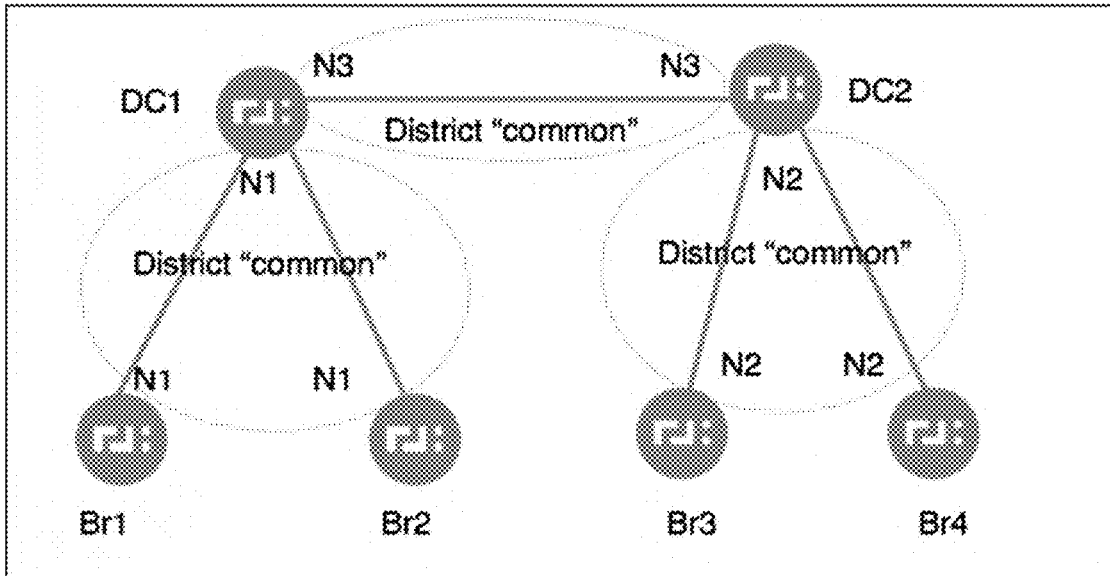 N3 N3
DC1 DC2
District "common"
N1 N2
District "common" District "common"
N1 N1 N2 N2
Br1 Br2 Br3 Br4